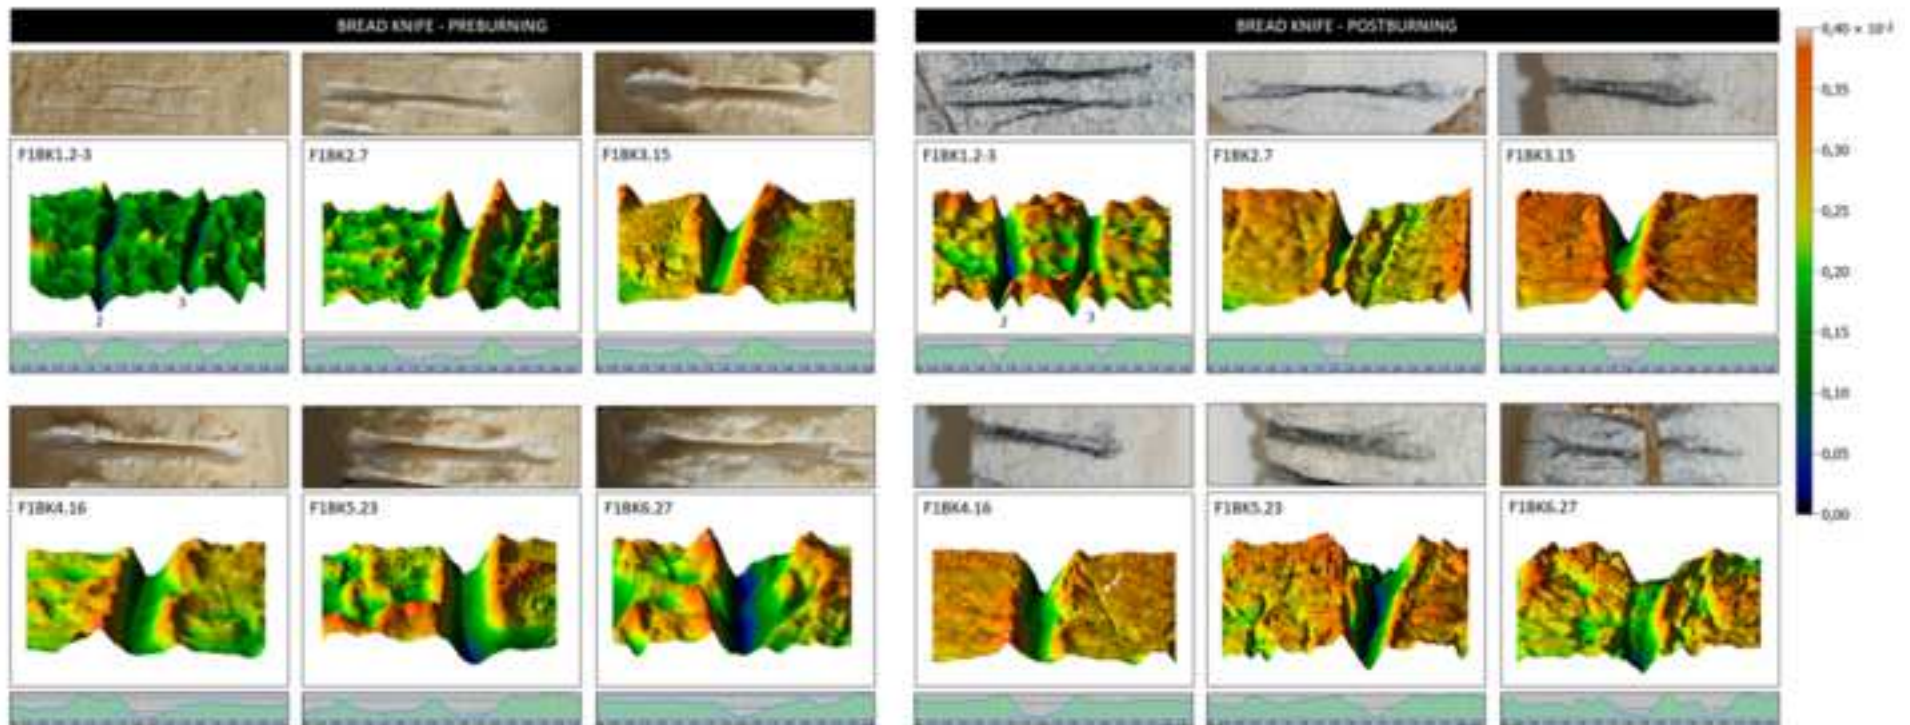 BREAD KNIFE - PREBURNING
F1BK1.2-3
F1BK2.7
F1BK3.15
2
3
F1BK4.16
F1BK5.23
F1BK6.27
BREAD KNIFE - POSTBURNING
F1BK1.2-3
F1BK2.7
F1BK3.15
2
3
F1BK4.16
F1BK5.23
F1BK6.27
0,35
0,30
0,25
0,20
0,15
0,10
0,05
0,00